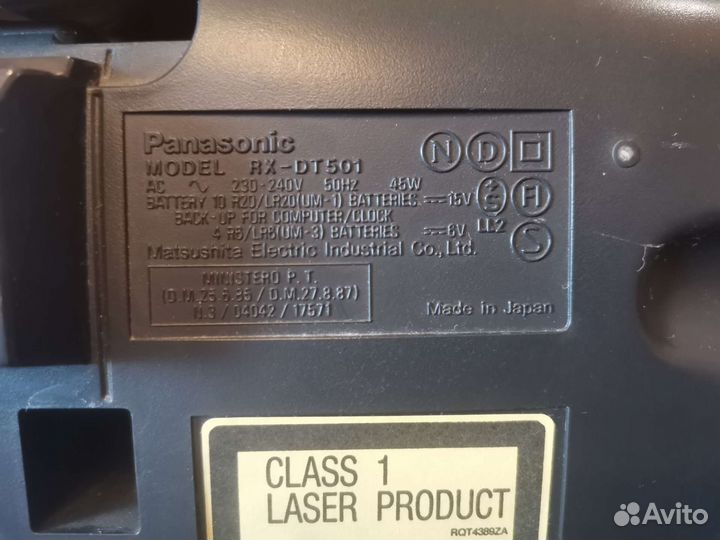 Panasonic
MODEL RX-DT501
AC ∿ 230-240V 50HZ 45W
BATTERY 10 R20/LR20(UM-1) BATTERIES ⎓15V
BACK-UP FOR COMPUTER/CLOCK
4 R6/LR6(UM-3) BATTERIES ⎓6V
Matsushita Electric Industrial Co., Ltd.
N D
+S H
LL2 S
MINISTERO P. T.
(D.M.25.6.85 / D.M.27.8.87)
N.3 / 04042 / 17571
Made in Japan
CLASS 1
LASER PRODUCT
RQT4389ZA
Avito